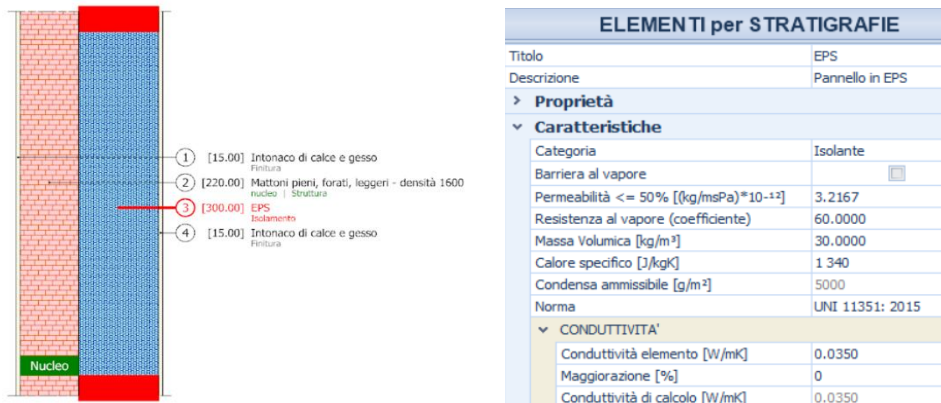 1 [15.00] Intonaco di calce e gesso
Finitura
2 [220.00] Mattoni pieni, forati, leggeri - densità 1600
nucleo | Struttura
3 [300.00] EPS
Isolamento
4 [15.00] Intonaco di calce e gesso
Finitura
Nucleo
ELEMENTI per STRATIGRAFIE
Titolo EPS
Descrizione Pannello in EPS
Proprietà
Caratteristiche
Categoria Isolante
Barriera al vapore
Permeabilità <= 50% [(kg/msPa)*10-¹²] 3.2167
Resistenza al vapore (coefficiente) 60.0000
Massa Volumica [kg/m³] 30.0000
Calore specifico [J/kgK] 1 340
Condensa ammissibile [g/m²] 5000
Norma UNI 11351: 2015
CONDUTTIVITA'
Conduttività elemento [W/mK] 0.0350
Maggiorazione [%] 0
Conduttività di calcolo [W/mK] 0.0350